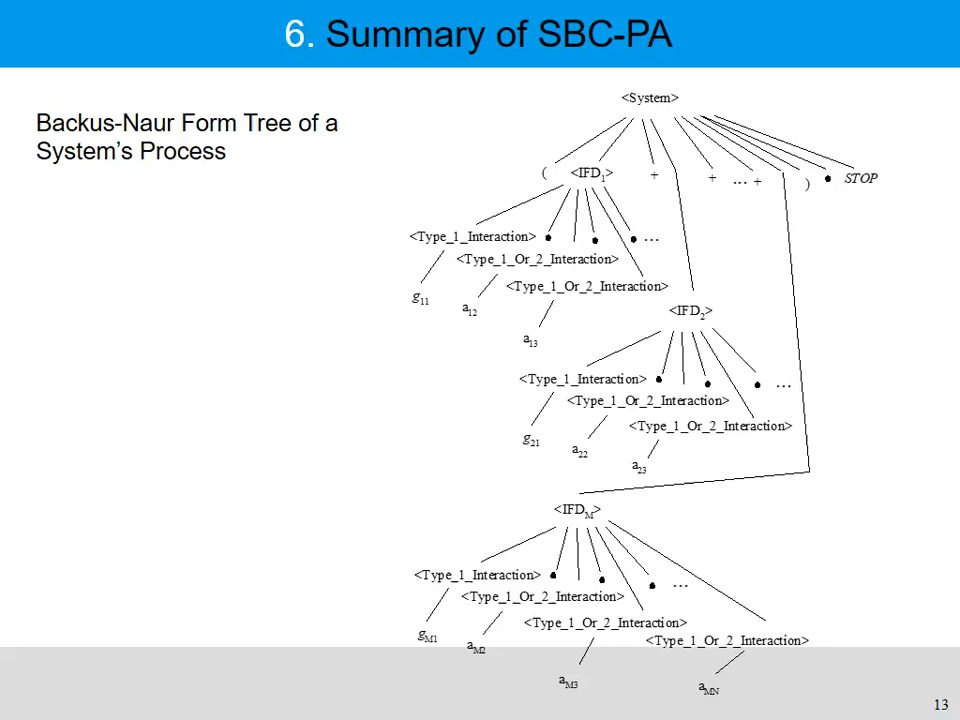 6. Summary of SBC-PA
Backus-Naur Form Tree of a
System's Process
<System>
( <IFD1> + + ... + ) • STOP
<Type_1_Interaction> • • • ...
<Type_1_Or_2_Interaction>
<Type_1_Or_2_Interaction>
g11
a12
a13
<IFD2>
<Type_1_Interaction> • • • ...
<Type_1_Or_2_Interaction>
<Type_1_Or_2_Interaction>
g21
a22
a23
<IFDM>
<Type_1_Interaction> • • • ...
<Type_1_Or_2_Interaction>
<Type_1_Or_2_Interaction>
<Type_1_Or_2_Interaction>
gM1
aM2
aM3
aMN
13